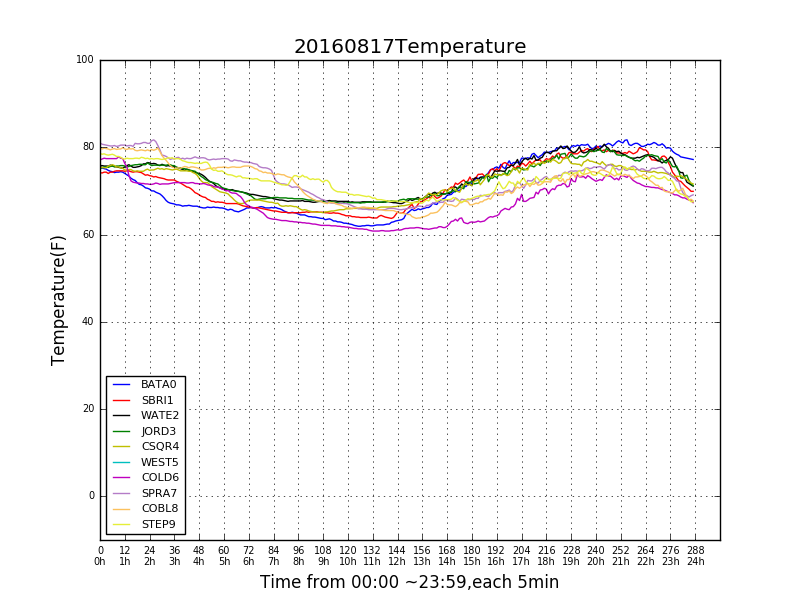 20160817Temperature
100
80
60
40
20
0
Temperature(F)
BATA0
SBRI1
WATE2
JORD3
CSQR4
WEST5
COLD6
SPRA7
COBL8
STEP9
0 12 24 36 48 60 72 84 96 108 120 132 144 156 168 180 192 204 216 228 240 252 264 276 288
0h 1h 2h 3h 4h 5h 6h 7h 8h 9h 10h 11h 12h 13h 14h 15h 16h 17h 18h 19h 20h 21h 22h 23h 24h
Time from 00:00 ~23:59,each 5min